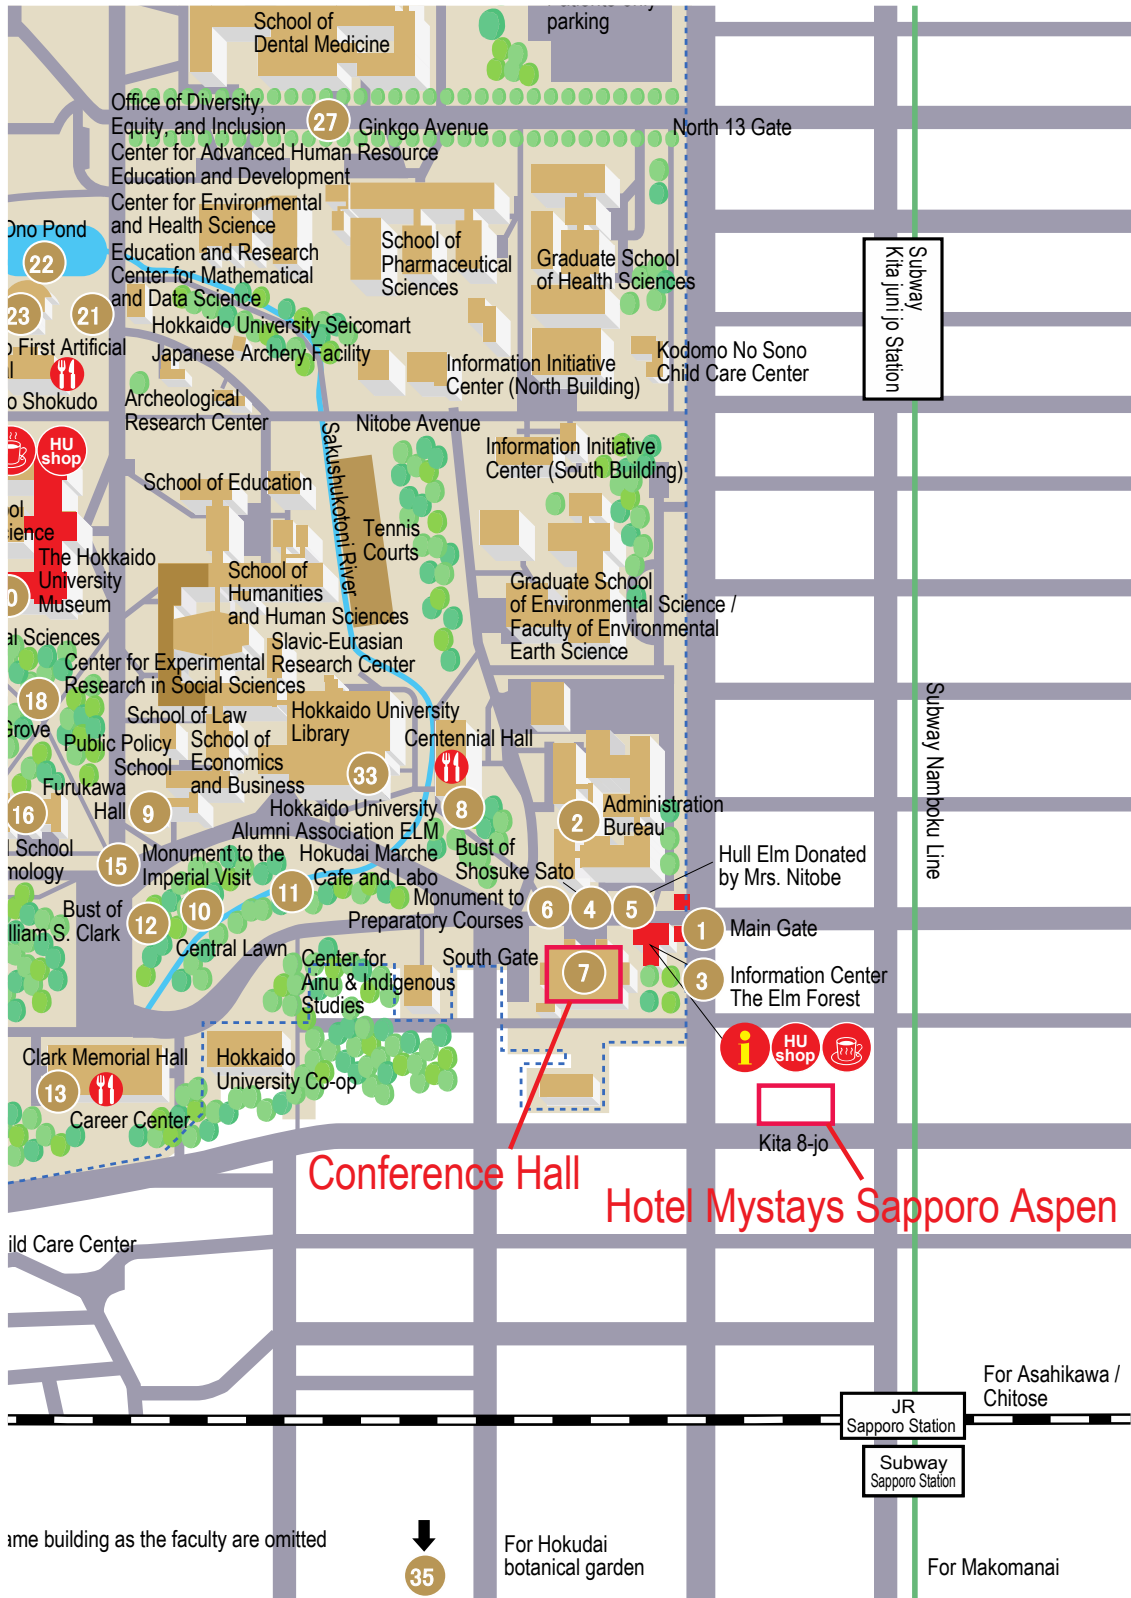 School of
Dental Medicine
parking
Office of Diversity,
Equity, and Inclusion
27
Ginkgo Avenue
North 13 Gate
Center for Advanced Human Resource
Education and Development
Center for Environmental
and Health Science
Ono Pond
22
Education and Research
Center for Mathematical
and Data Science
School of
Pharmaceutical
Sciences
Graduate School
of Health Sciences
Subway
Kita juni jo Station
23
21
Hokkaido University Seicomart
o First Artificial
Japanese Archery Facility
Information Initiative
Center (North Building)
Kodomo No Sono
Child Care Center
o Shokudo
Archeological
Research Center
Nitobe Avenue
HU
shop
Sakushukotoni River
Information Initiative
Center (South Building)
School of Education
ool
ience
Tennis
Courts
The Hokkaido
University
Museum
0
School of
Humanities
and Human Sciences
Graduate School
of Environmental Science /
Faculty of Environmental
Earth Science
al Sciences
Slavic-Eurasian
Research Center
Center for Experimental
Research in Social Sciences
18
Grove
School of Law
Hokkaido University
Library
Subway Namboku Line
Public Policy
School
School of
Economics
and Business
Centennial Hall
33
Furukawa
Hall
9
16
Hokkaido University
Alumni Association ELM
8
2
Administration
Bureau
l School
mology
15
Monument to the
Imperial Visit
Hokudai Marche
Cafe and Labo
Bust of
Shosuke Sato
Hull Elm Donated
by Mrs. Nitobe
11
10
12
Bust of
lliam S. Clark
Monument to
Preparatory Courses
6
4
5
1
Main Gate
Central Lawn
Center for
Ainu & Indigenous
Studies
South Gate
7
3
Information Center
The Elm Forest
i
HU
shop
Clark Memorial Hall
13
Career Center
Hokkaido
University Co-op
Kita 8-jo
Conference Hall
Hotel Mystays Sapporo Aspen
ild Care Center
For Asahikawa /
Chitose
JR
Sapporo Station
Subway
Sapporo Station
ame building as the faculty are omitted
35
For Hokudai
botanical garden
For Makomanai